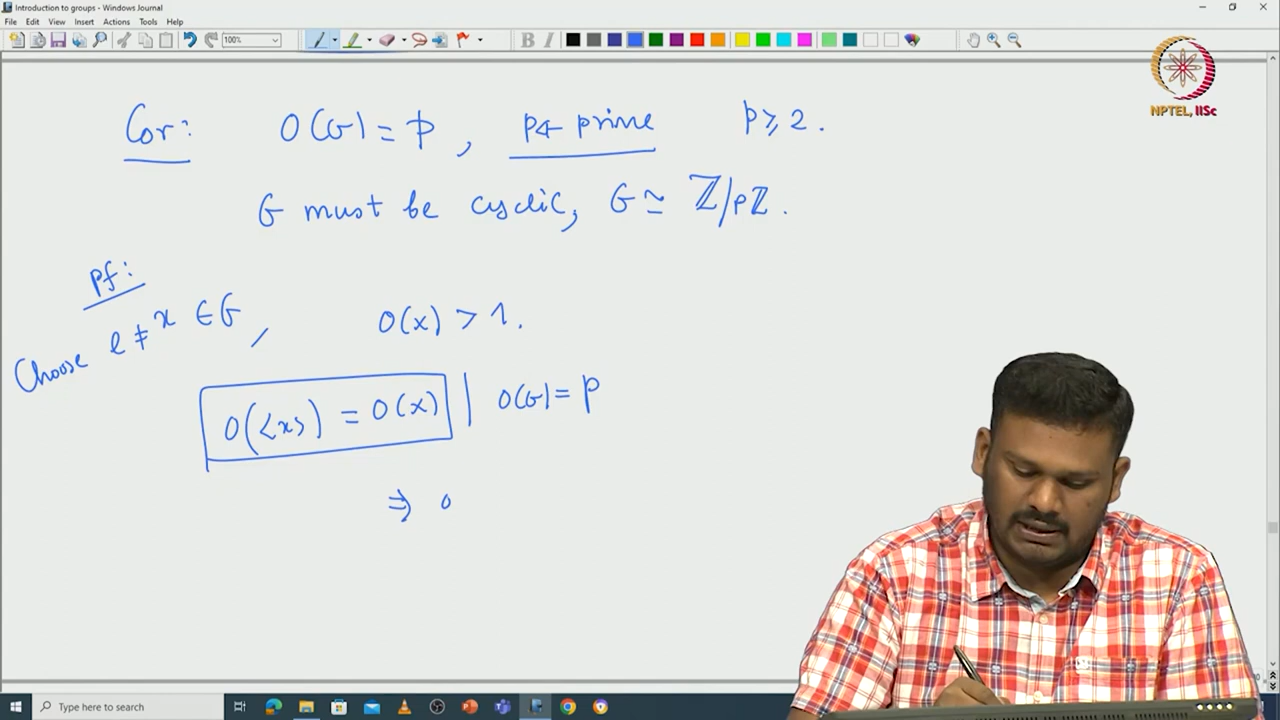 Introduction to groups - Windows Journal
File Edit View Insert Actions Tools Help
100%
B I
NPTEL, IISc
Cor: O(G) = p, p ← prime p ≥ 2.
G must be cyclic, G ≃ ℤ/pℤ.
pf:
Choose e ≠ x ∈ G, O(x) > 1.
O(<x>) = O(x) | O(G) = p
⇒ o
Type here to search